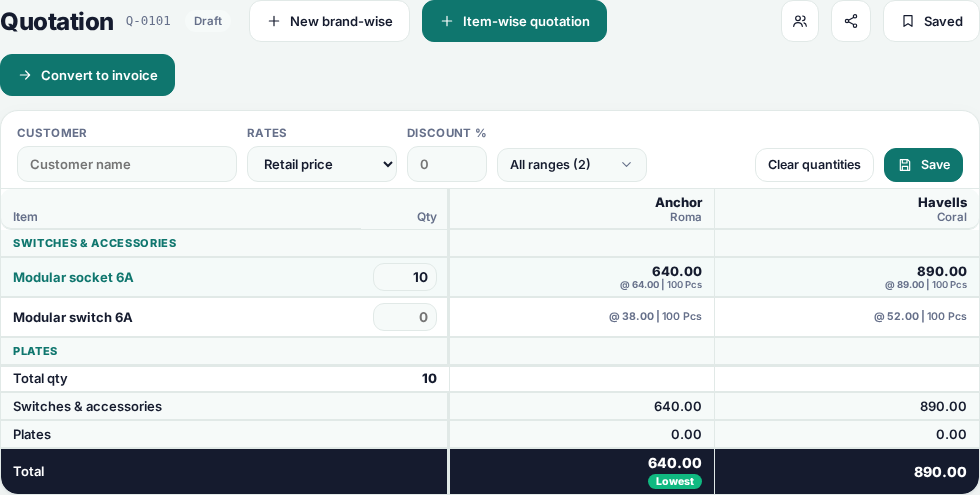 Quotation Q-0101 Draft New brand-wise Item-wise quotation Saved
Convert to invoice
CUSTOMER RATES DISCOUNT %
Customer name Retail price 0 All ranges (2) Clear quantities Save
Anchor Havells
Item Qty Roma Coral
SWITCHES & ACCESSORIES
Modular socket 6A 10 640.00 890.00
@ 64.00 | 100 Pcs @ 89.00 | 100 Pcs
Modular switch 6A 0 @ 38.00 | 100 Pcs @ 52.00 | 100 Pcs
PLATES
Total qty 10
Switches & accessories 640.00 890.00
Plates 0.00 0.00
Total 640.00 890.00
Lowest